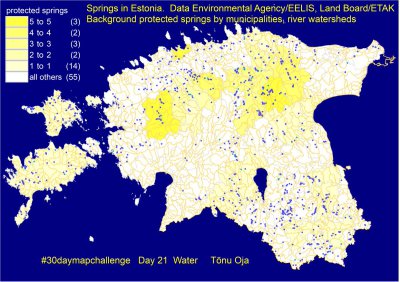 protected springs
5 to 5 (3)
4 to 4 (2)
3 to 3 (3)
2 to 2 (2)
1 to 1 (14)
all others (55)
Springs in Estonia. Data Environmental Agercy/EELIS, Land Board/ETAK
Background protected springs by municipalities, river watersheds
#30daymapchallenge Day 21 Water Tõnu Oja